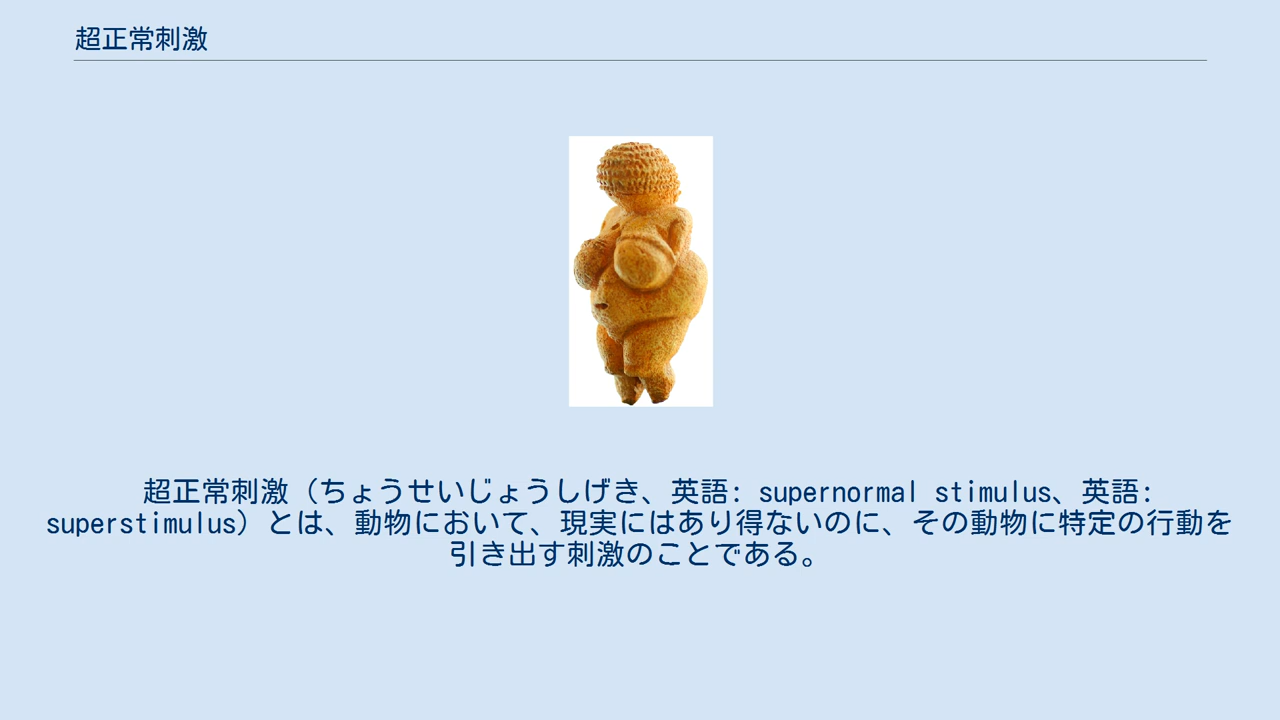 超正常刺激
超正常刺激（ちょうせいじょうしげき、英語: supernormal stimulus、英語:
superstimulus）とは、動物において、現実にはあり得ないのに、その動物に特定の行動を
引き出す刺激のことである。